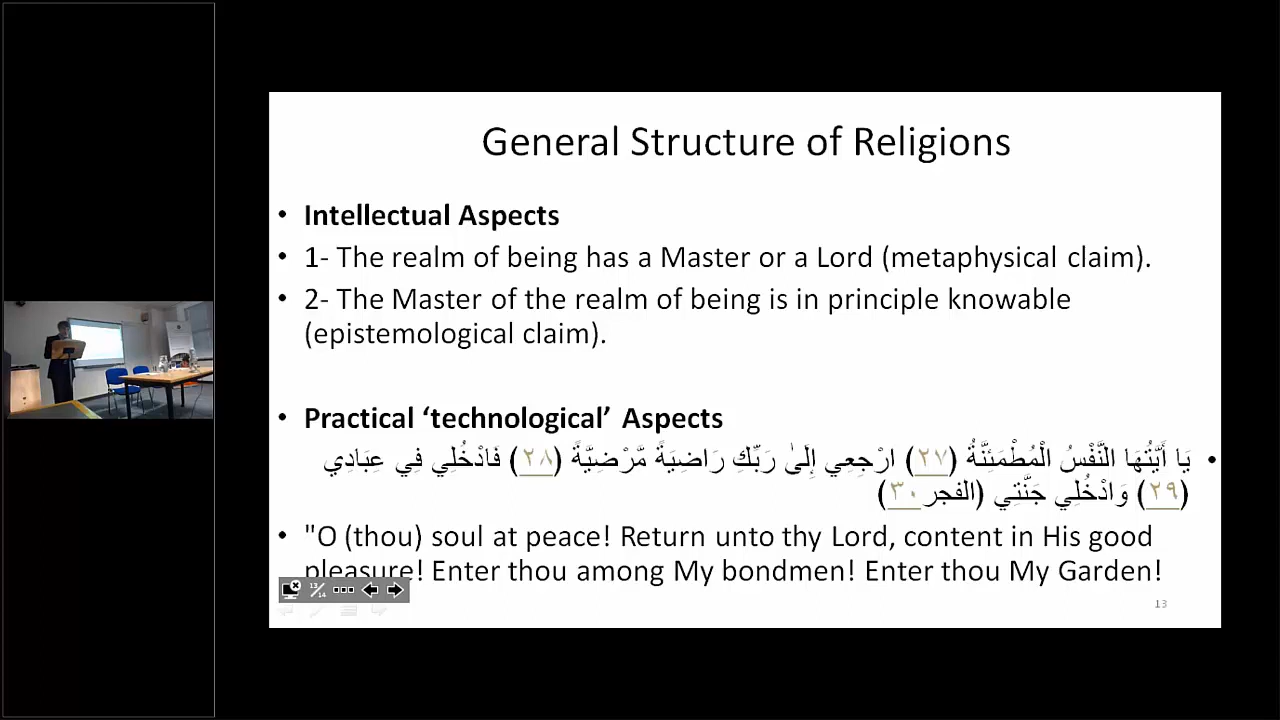 General Structure of Religions
• Intellectual Aspects
• 1- The realm of being has a Master or a Lord (metaphysical claim).
• 2- The Master of the realm of being is in principle knowable
(epistemological claim).
• Practical ‘technological’ Aspects
• يَا أَيَّتُهَا النَّفْسُ الْمُطْمَئِنَّةُ ﴿٢٧﴾ ارْجِعِي إِلَىٰ رَبِّكِ رَاضِيَةً مَّرْضِيَّةً ﴿٢٨﴾ فَادْخُلِي فِي عِبَادِي
﴿٢٩﴾ وَادْخُلِي جَنَّتِي (الفجر٣٠)
• "O (thou) soul at peace! Return unto thy Lord, content in His good
pleasure! Enter thou among My bondmen! Enter thou My Garden!
13/14
13